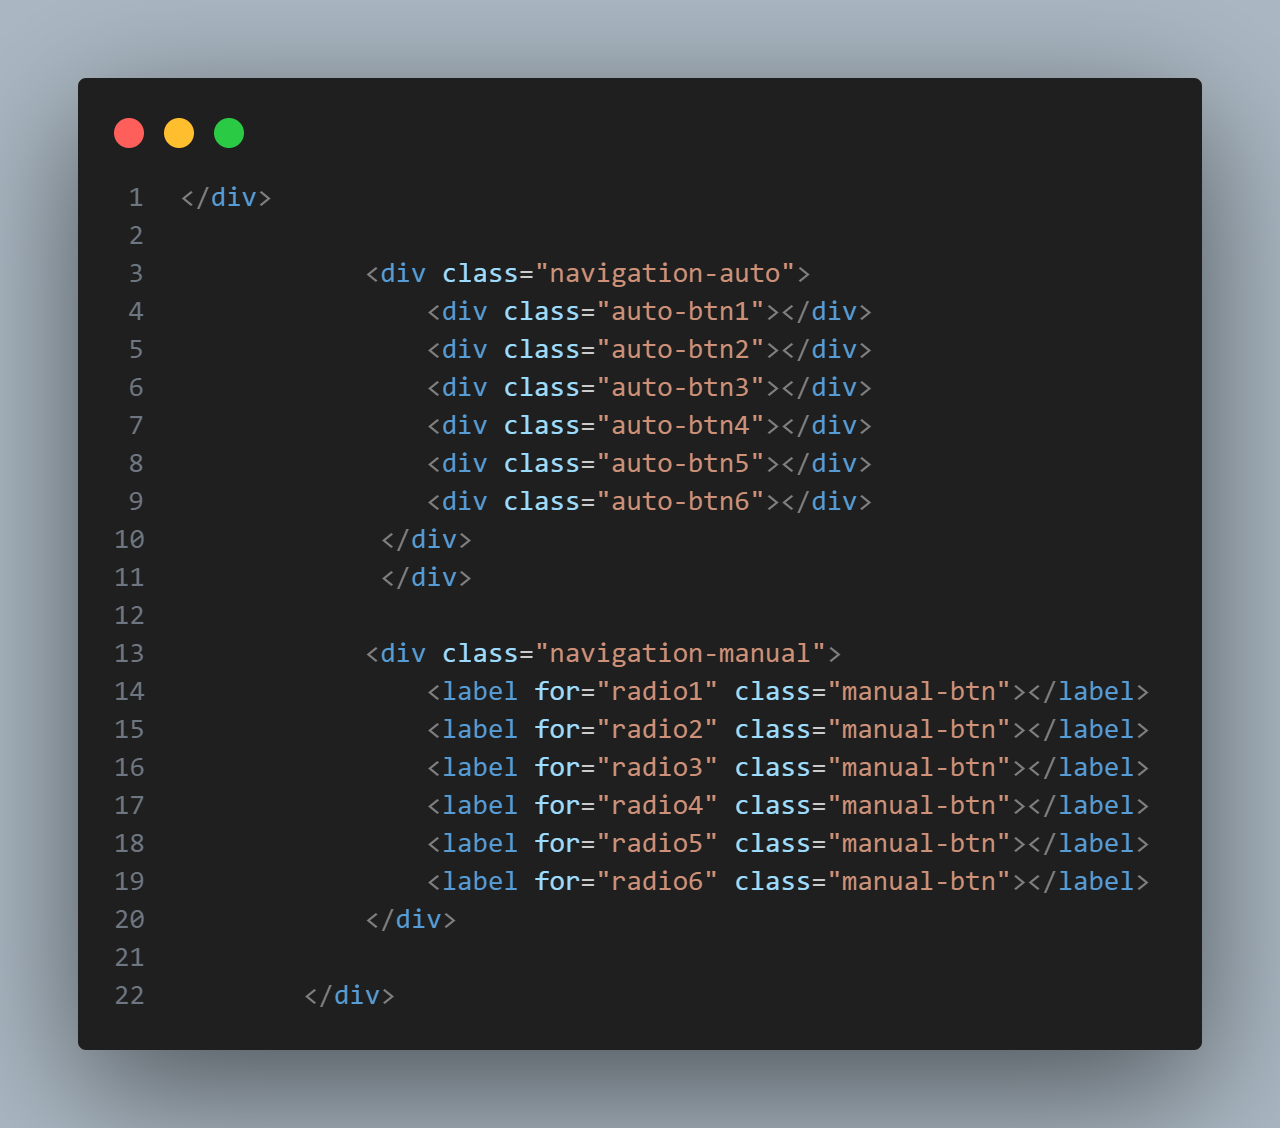 1 </div>
2
3 <div class="navigation-auto">
4 <div class="auto-btn1"></div>
5 <div class="auto-btn2"></div>
6 <div class="auto-btn3"></div>
7 <div class="auto-btn4"></div>
8 <div class="auto-btn5"></div>
9 <div class="auto-btn6"></div>
10 </div>
11 </div>
12
13 <div class="navigation-manual">
14 <label for="radio1" class="manual-btn"></label>
15 <label for="radio2" class="manual-btn"></label>
16 <label for="radio3" class="manual-btn"></label>
17 <label for="radio4" class="manual-btn"></label>
18 <label for="radio5" class="manual-btn"></label>
19 <label for="radio6" class="manual-btn"></label>
20 </div>
21
22 </div>